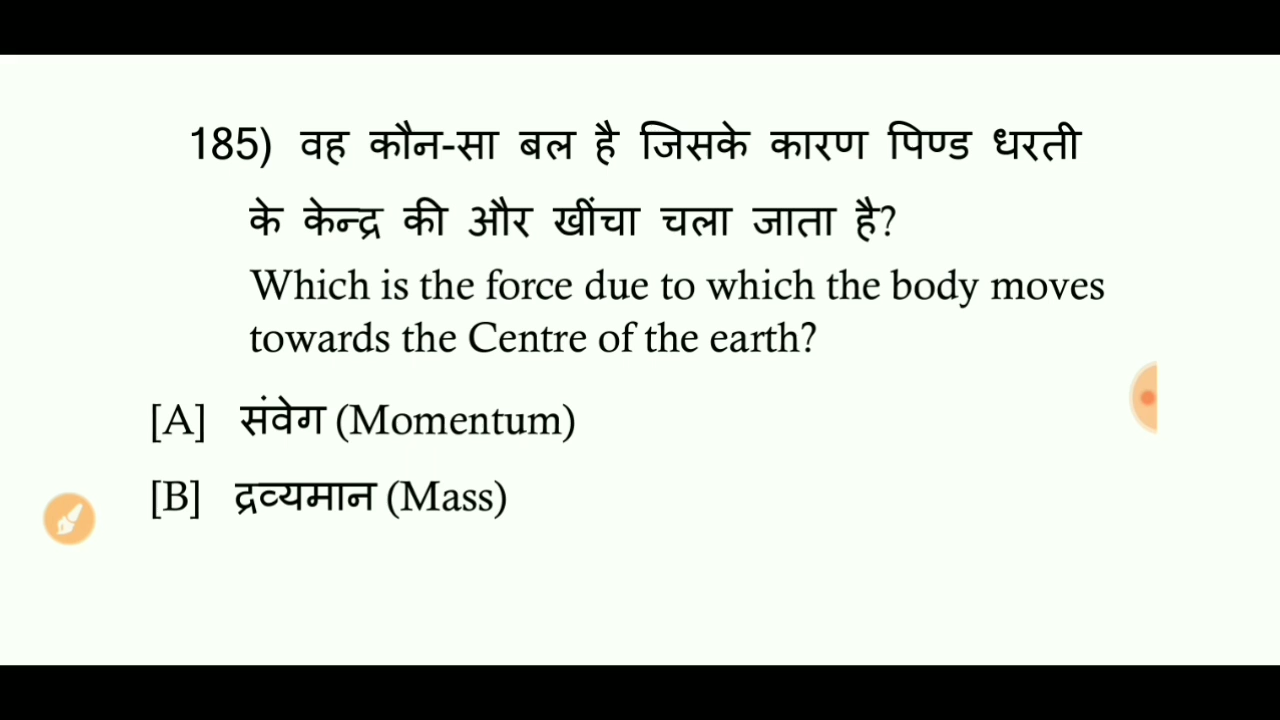 185) वह कौन-सा बल है जिसके कारण पिण्ड धरती
के केन्द्र की और खींचा चला जाता है?
Which is the force due to which the body moves
towards the Centre of the earth?
[A] संवेग (Momentum)
[B] द्रव्यमान (Mass)